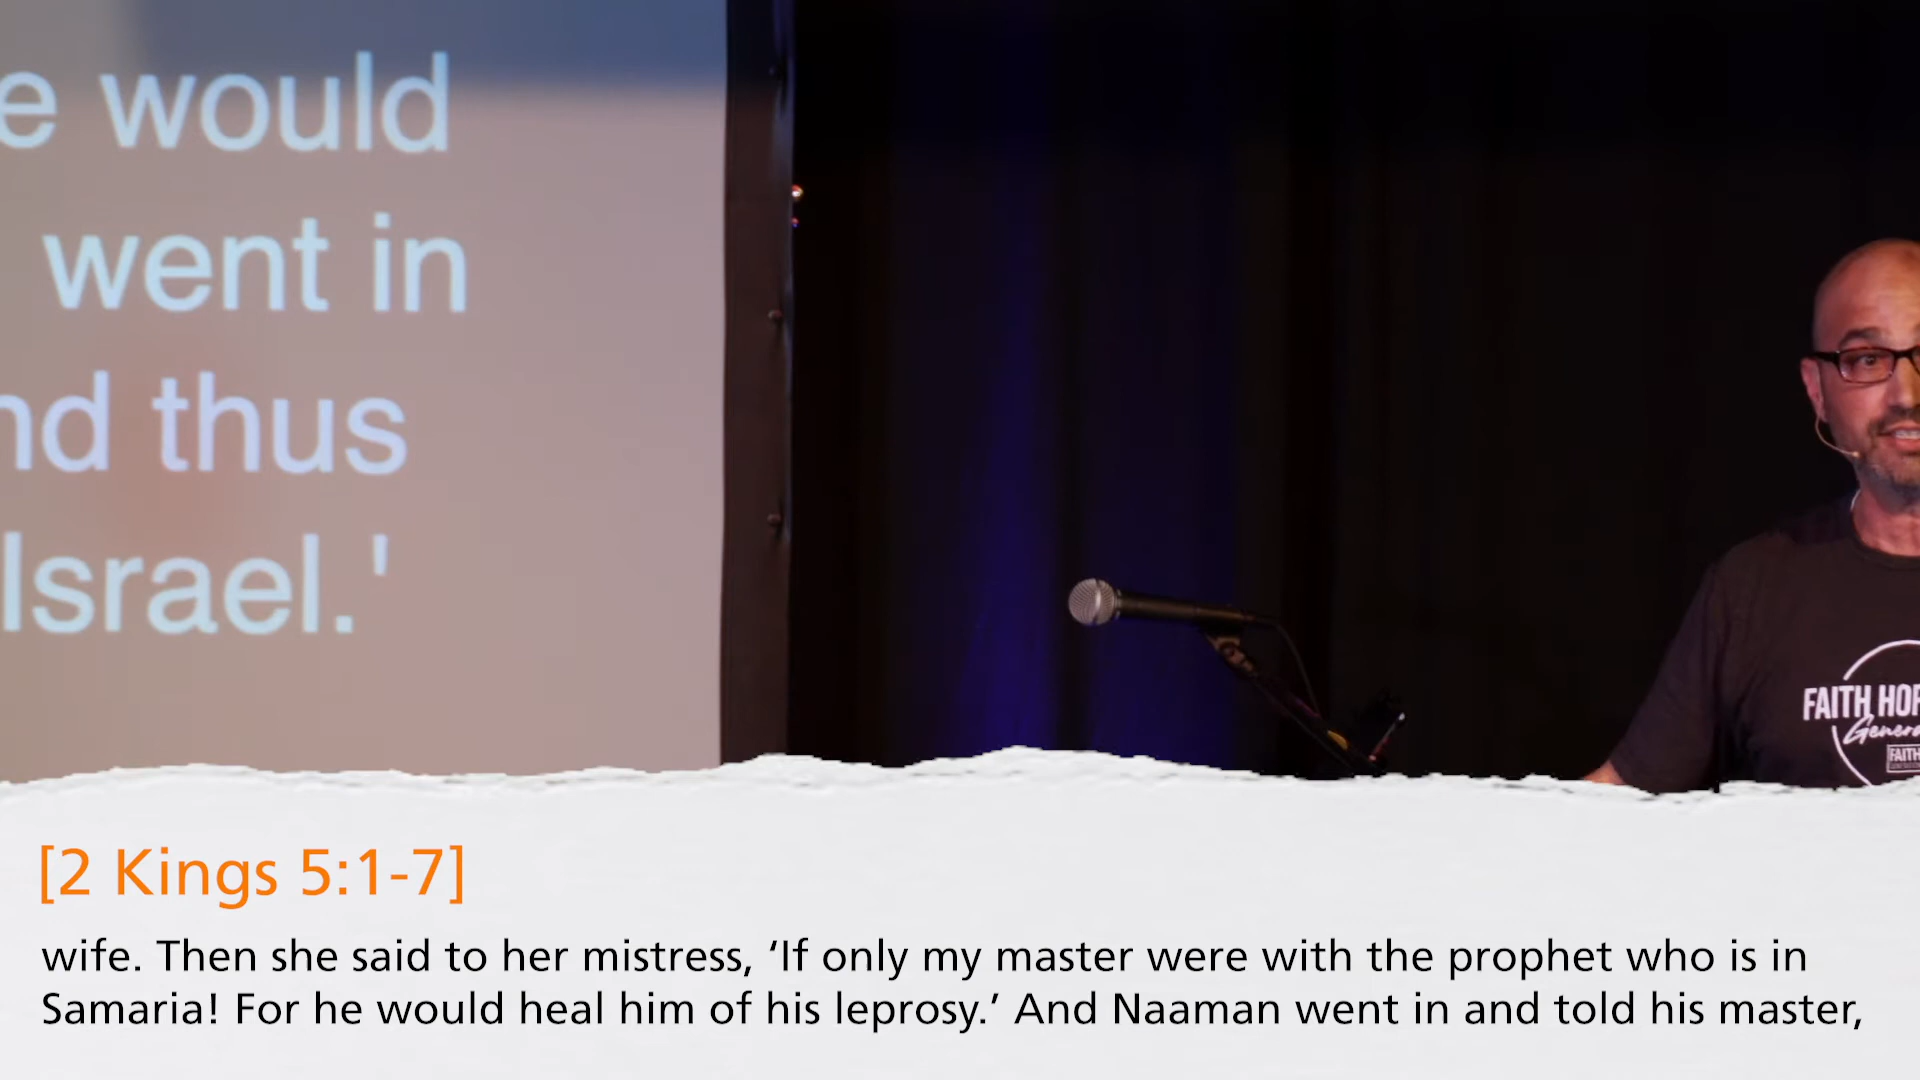 e would
went in
nd thus
Israel.'
FAITH HOP
Genera
FAITH
[2 Kings 5:1-7]
wife. Then she said to her mistress, ‘If only my master were with the prophet who is in
Samaria! For he would heal him of his leprosy.’ And Naaman went in and told his master,